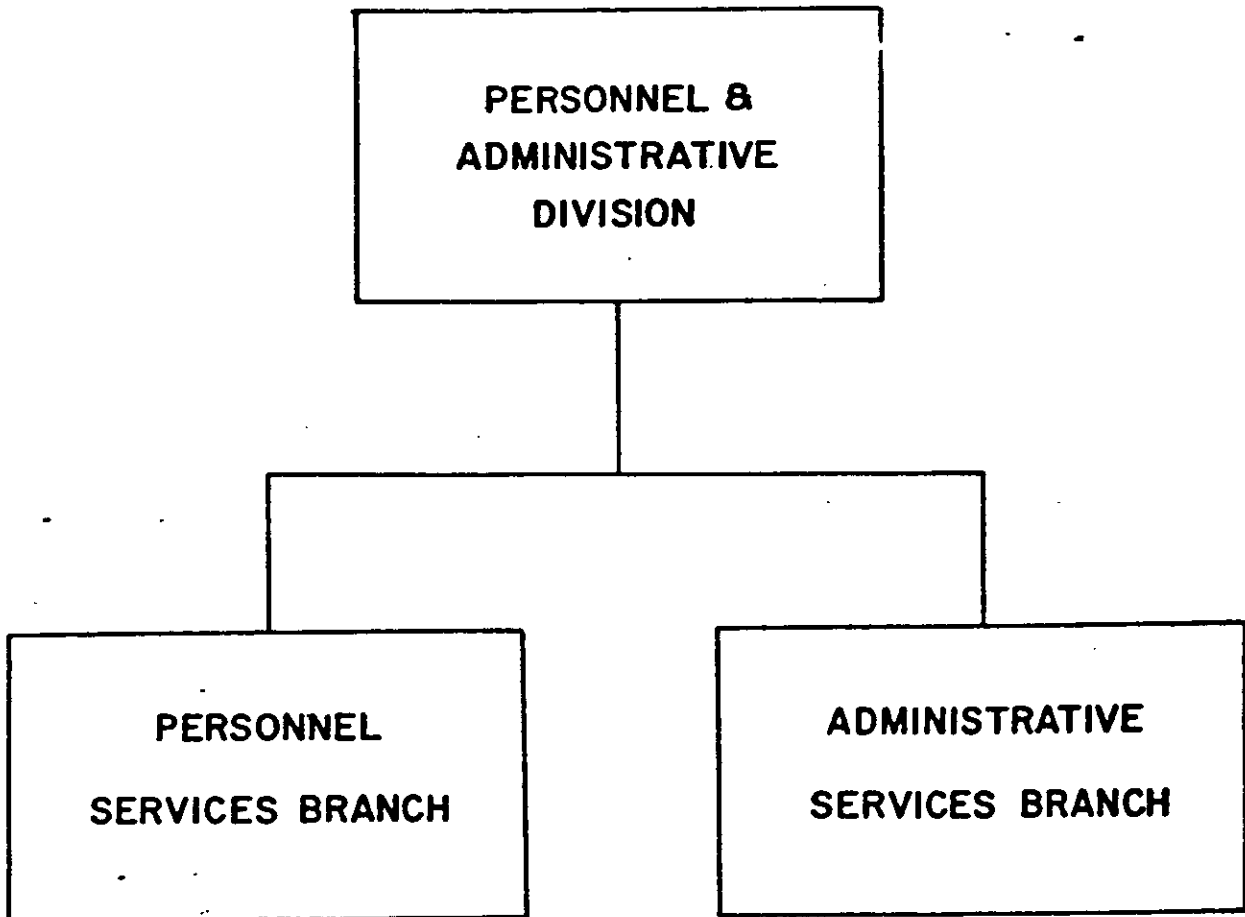 PERSONNEL &
ADMINISTRATIVE
DIVISION
PERSONNEL
SERVICES BRANCH
ADMINISTRATIVE
SERVICES BRANCH